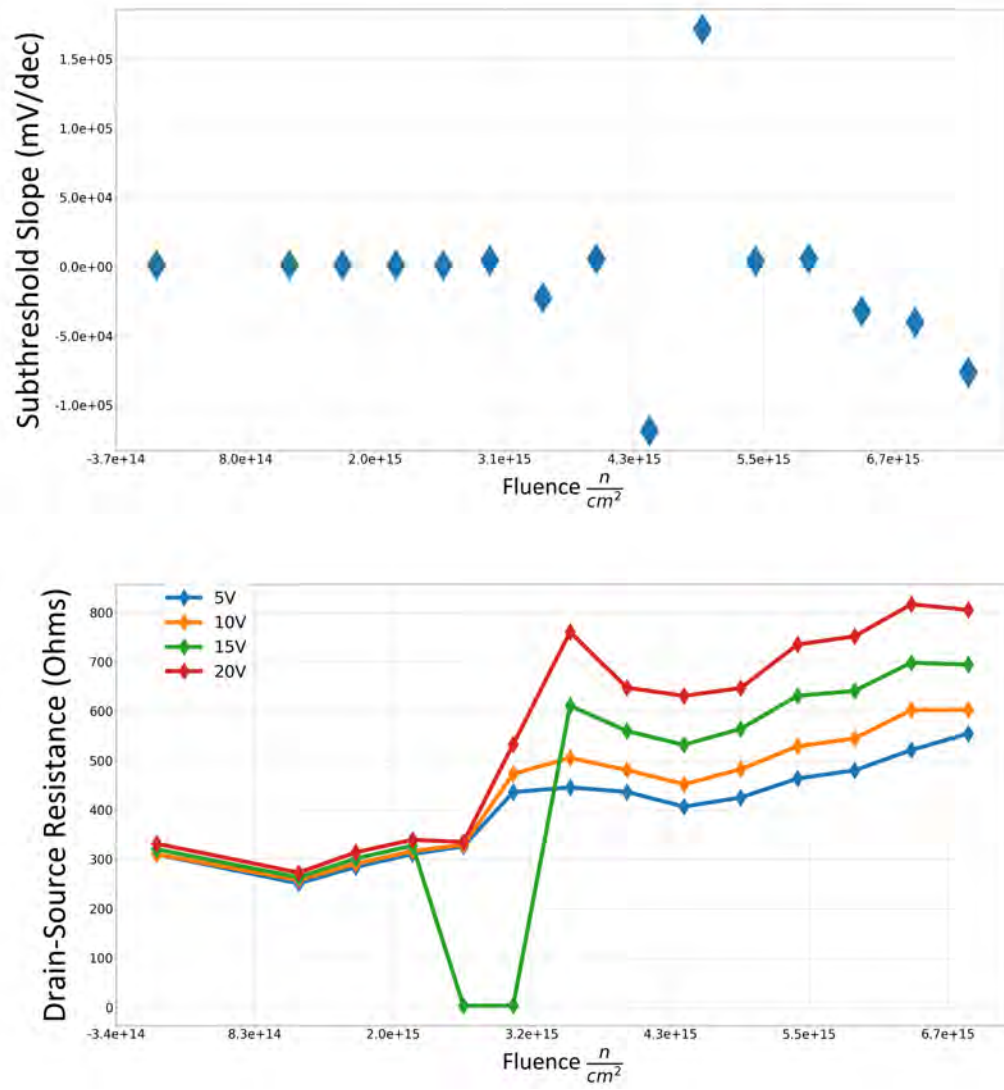 Subthreshold Slope (mV/dec)
1.5e+05
1.0e+05
5.0e+04
0.0e+00
-5.0e+04
-1.0e+05
-3.7e+14 8.0e+14 2.0e+15 3.1e+15 4.3e+15 5.5e+15 6.7e+15
Fluence n/cm²
Drain-Source Resistance (Ohms)
5V
10V
15V
20V
800
700
600
500
400
300
200
100
0
-3.4e+14 8.3e+14 2.0e+15 3.2e+15 4.3e+15 5.5e+15 6.7e+15
Fluence n/cm²